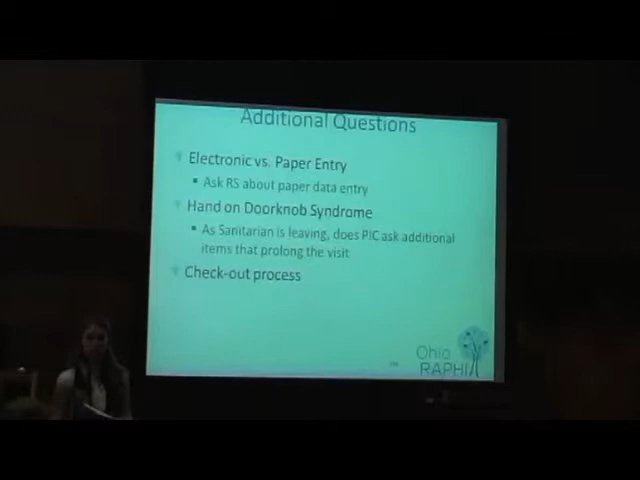 Additional Questions
Electronic vs. Paper Entry
Ask RS about paper data entry
Hand on Doorknob Syndrome
As Sanitarian is leaving, does PIC ask additional
items that prolong the visit
Check-out process
Ohio
RAPHI